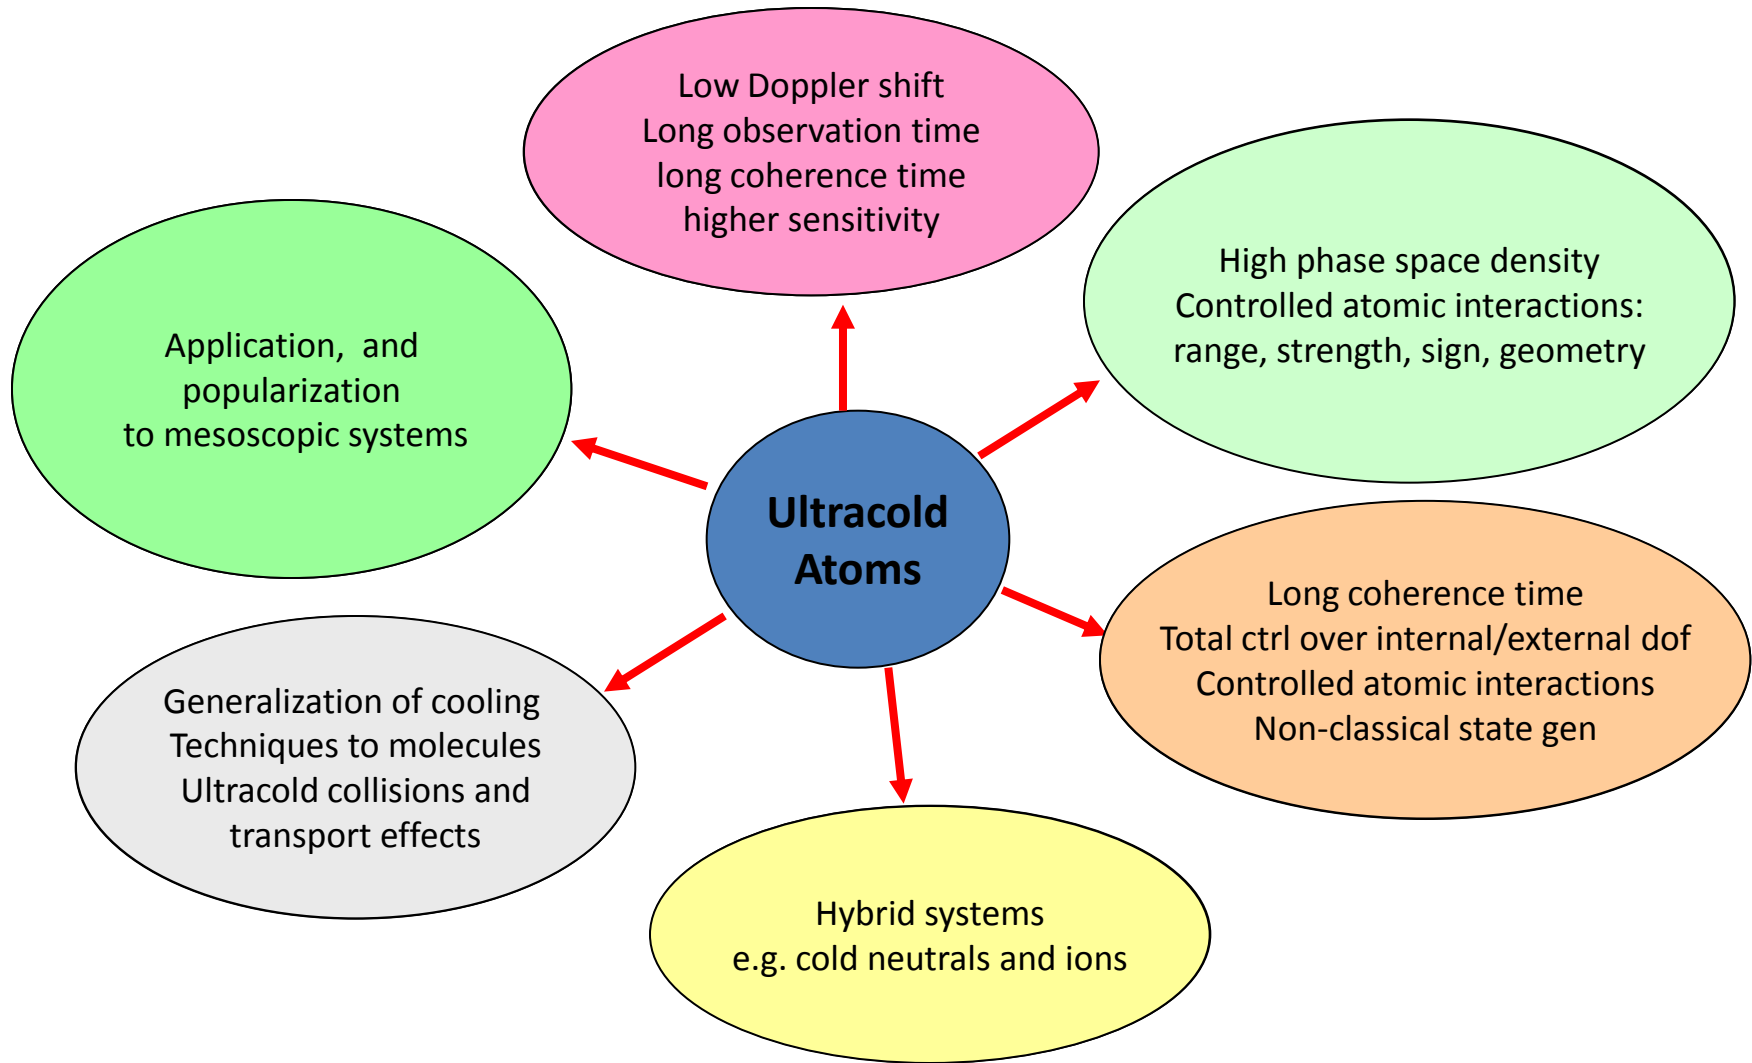 Low Doppler shift
Long observation time
long coherence time
higher sensitivity
High phase space density
Controlled atomic interactions:
range, strength, sign, geometry
Application, and
popularization
to mesoscopic systems
Ultracold
Atoms
Long coherence time
Total ctrl over internal/external dof
Controlled atomic interactions
Non-classical state gen
Generalization of cooling
Techniques to molecules
Ultracold collisions and
transport effects
Hybrid systems
e.g. cold neutrals and ions